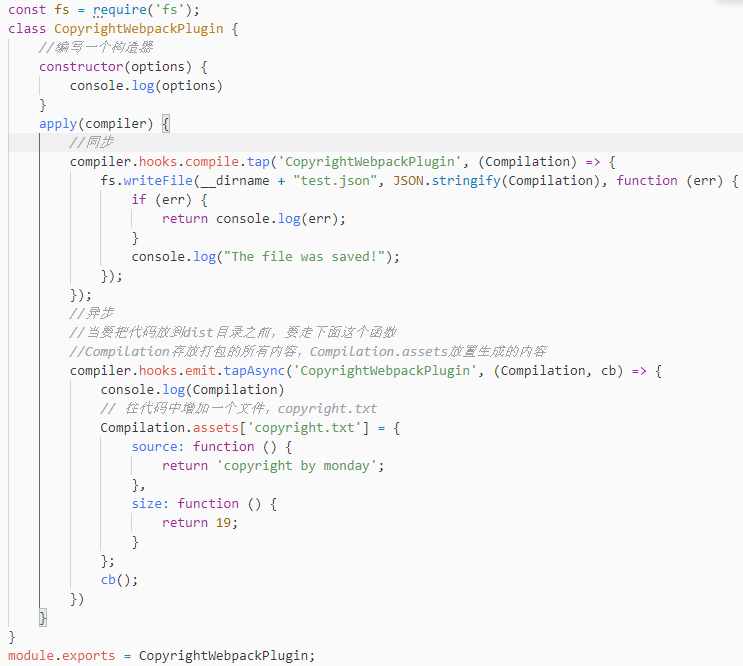 const fs = require('fs');
class CopyrightWebpackPlugin {
    //编写一个构造器
    constructor(options) {
        console.log(options)
    }
    apply(compiler) {
        //同步
        compiler.hooks.compile.tap('CopyrightWebpackPlugin', (Compilation) => {
            fs.writeFile(__dirname + "test.json", JSON.stringify(Compilation), function (err) {
                if (err) {
                    return console.log(err);
                }
                console.log("The file was saved!");
            });
        });
        //异步
        //当要把代码放到dist目录之前，要走下面这个函数
        //Compilation存放打包的所有内容，Compilation.assets放置生成的内容
        compiler.hooks.emit.tapAsync('CopyrightWebpackPlugin', (Compilation, cb) => {
            console.log(Compilation)
            // 往代码中增加一个文件，copyright.txt
            Compilation.assets['copyright.txt'] = {
                source: function () {
                    return 'copyright by monday';
                },
                size: function () {
                    return 19;
                }
            };
            cb();
        })
    }
}
module.exports = CopyrightWebpackPlugin;